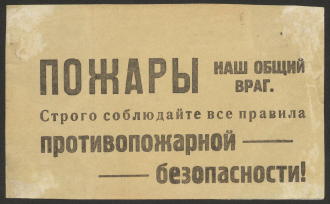 ПОЖАРЫ НАШ ОБЩИЙ
ВРАГ.
Строго соблюдайте все правила
противопожарной —
— безопасности!